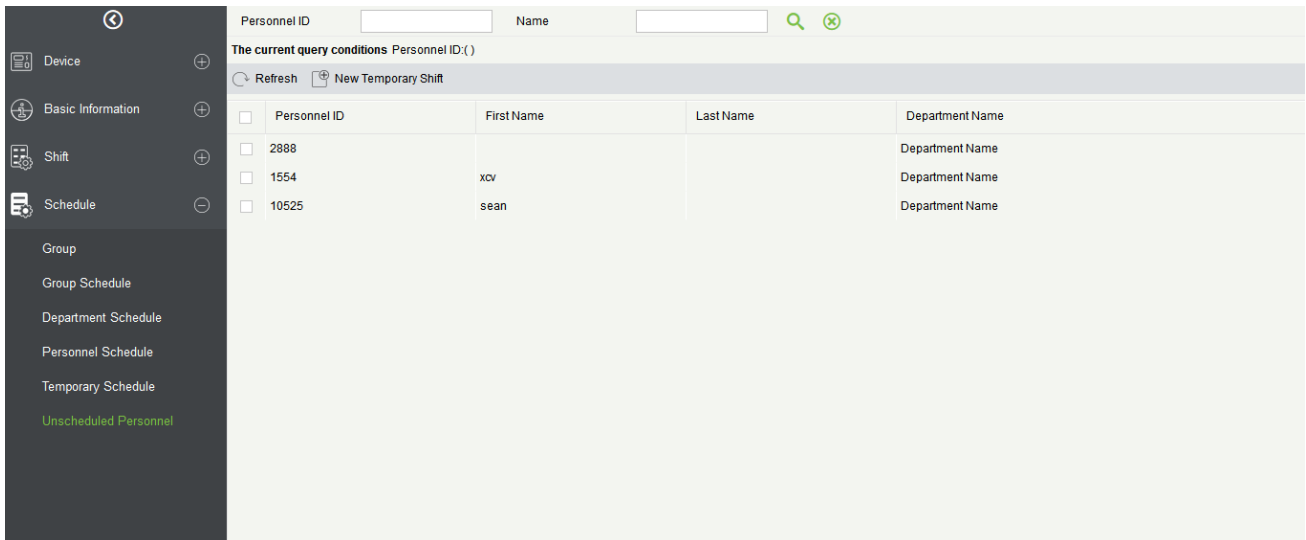 Personnel ID Name
The current query conditions Personnel ID:( )
Refresh New Temporary Shift
Device
Basic Information
Shift
Schedule
Group
Group Schedule
Department Schedule
Personnel Schedule
Temporary Schedule
Unscheduled Personnel
Personnel ID First Name Last Name Department Name
2888 Department Name
1554 xcv Department Name
10525 sean Department Name